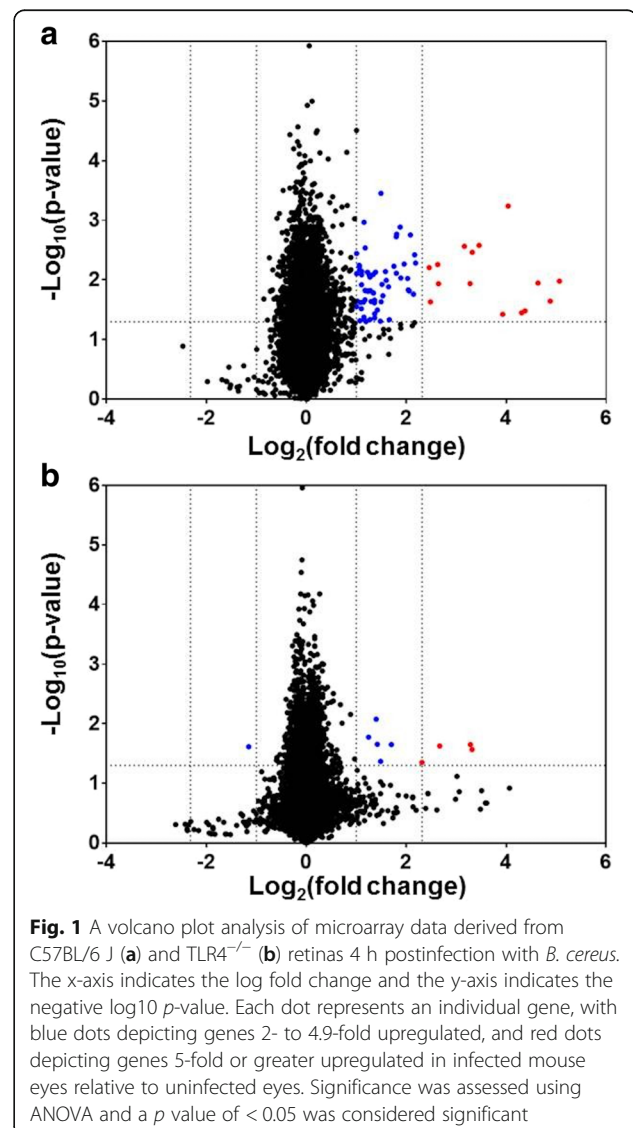 a
6
5
4
3
2
1
0
-Log10(p-value)
-4 -2 0 2 4 6
Log2(fold change)
b
6
5
4
3
2
1
0
-Log10(p-value)
-4 -2 0 2 4 6
Log2(fold change)
Fig. 1 A volcano plot analysis of microarray data derived from
C57BL/6 J (a) and TLR4−/− (b) retinas 4 h postinfection with B. cereus.
The x-axis indicates the log fold change and the y-axis indicates the
negative log10 p-value. Each dot represents an individual gene, with
blue dots depicting genes 2- to 4.9-fold upregulated, and red dots
depicting genes 5-fold or greater upregulated in infected mouse
eyes relative to uninfected eyes. Significance was assessed using
ANOVA and a p value of < 0.05 was considered significant